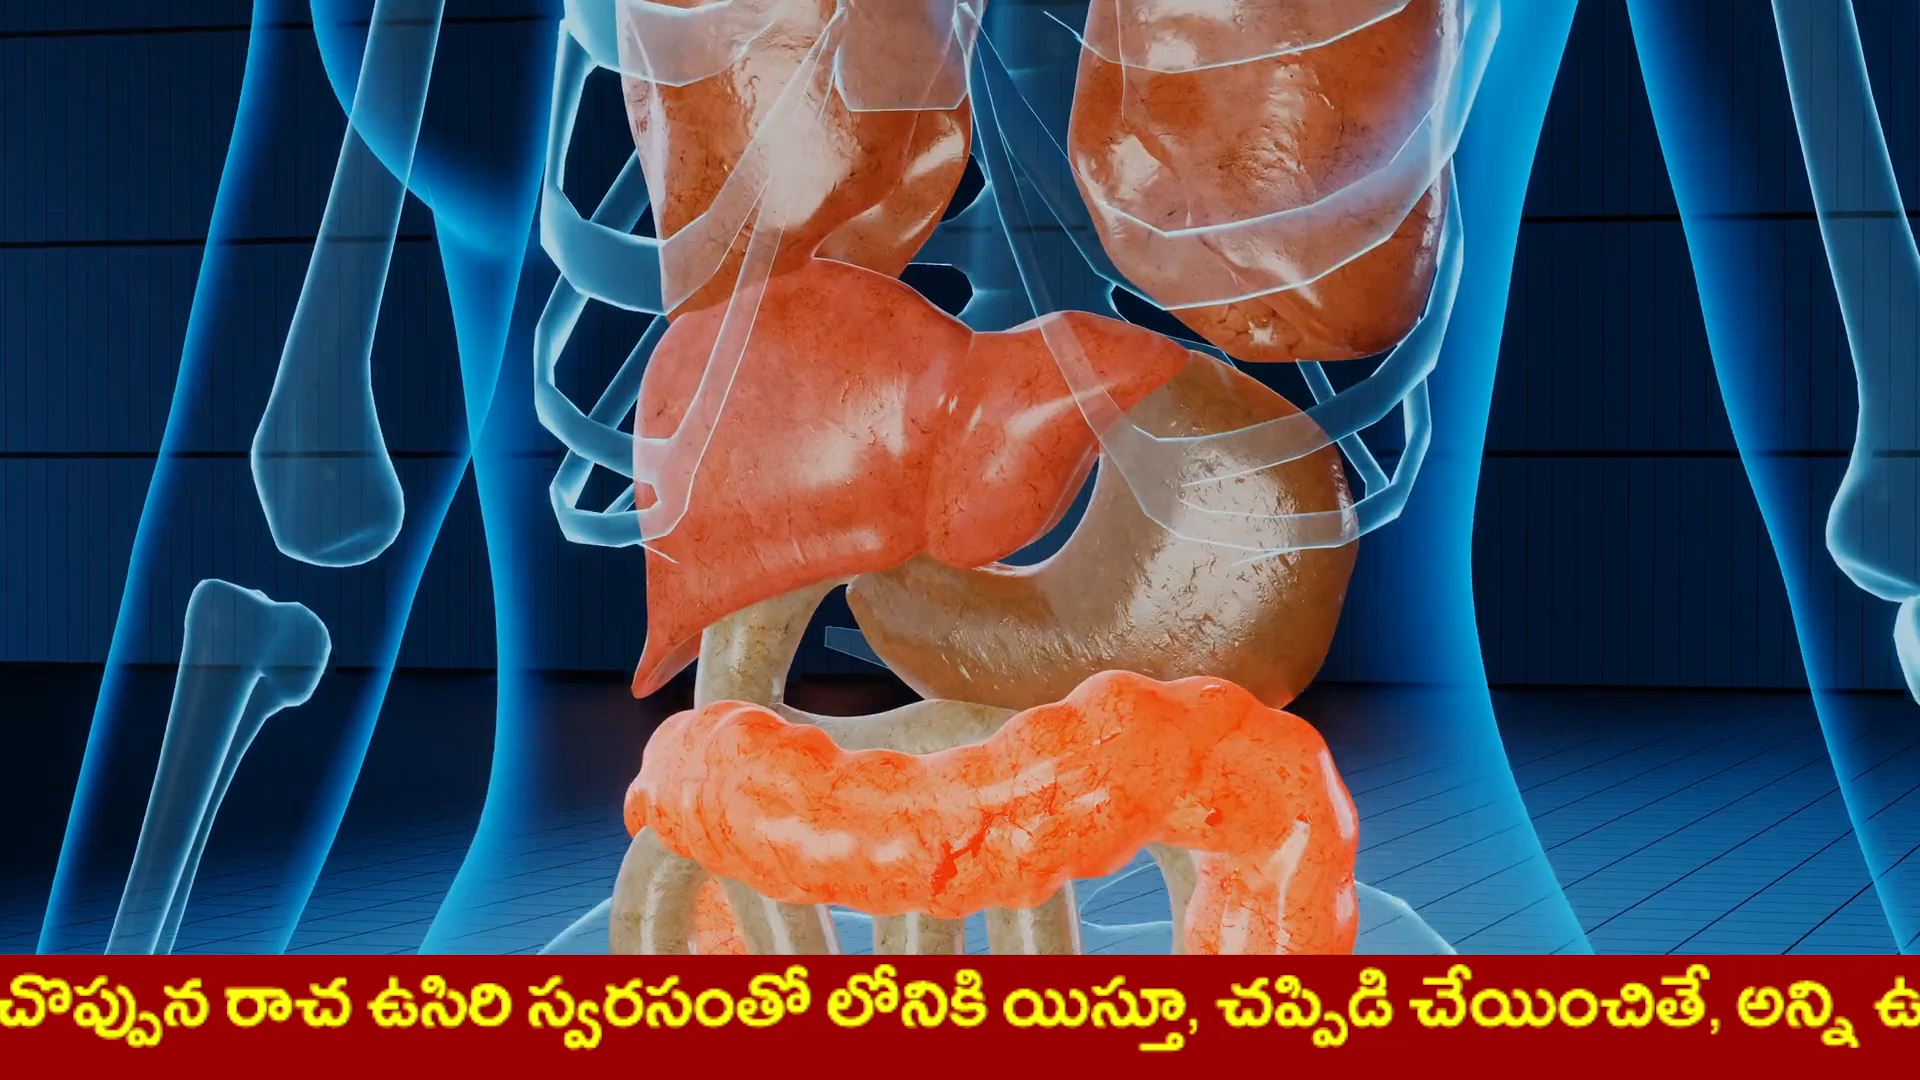 చొప్పున రాచ ఉసిరి స్వరసంతో లోనికి యిస్తూ, చప్పిడి చేయించితే, అన్ని